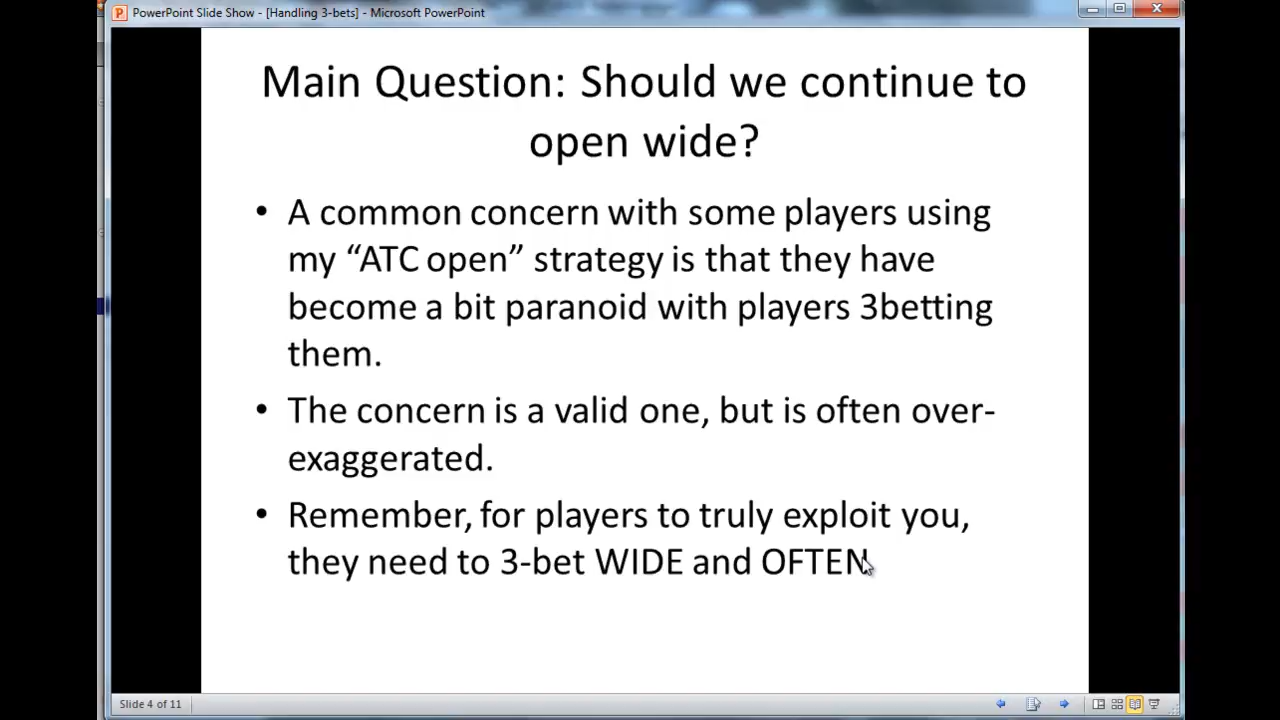 PowerPoint Slide Show - [Handling 3-bets] - Microsoft PowerPoint
Main Question: Should we continue to
open wide?
• A common concern with some players using
my “ATC open” strategy is that they have
become a bit paranoid with players 3betting
them.
• The concern is a valid one, but is often over-
exaggerated.
• Remember, for players to truly exploit you,
they need to 3-bet WIDE and OFTEN
Slide 4 of 11